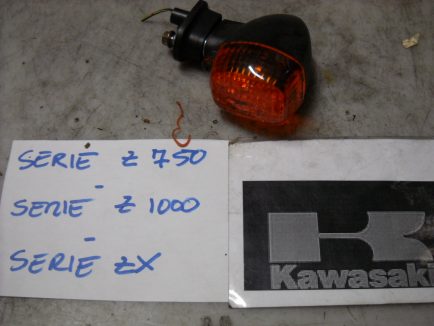 SERIE Z 750
-
SERIE Z 1000
-
SERIE ZX
Kawasaki